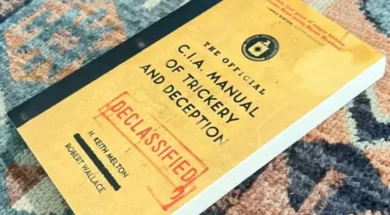 THE OFFICIAL
C.I.A. MANUAL
OF TRICKERY
AND DECEPTION
DECLASSIFIED
H. KEITH MELTON
ROBERT WALLACE